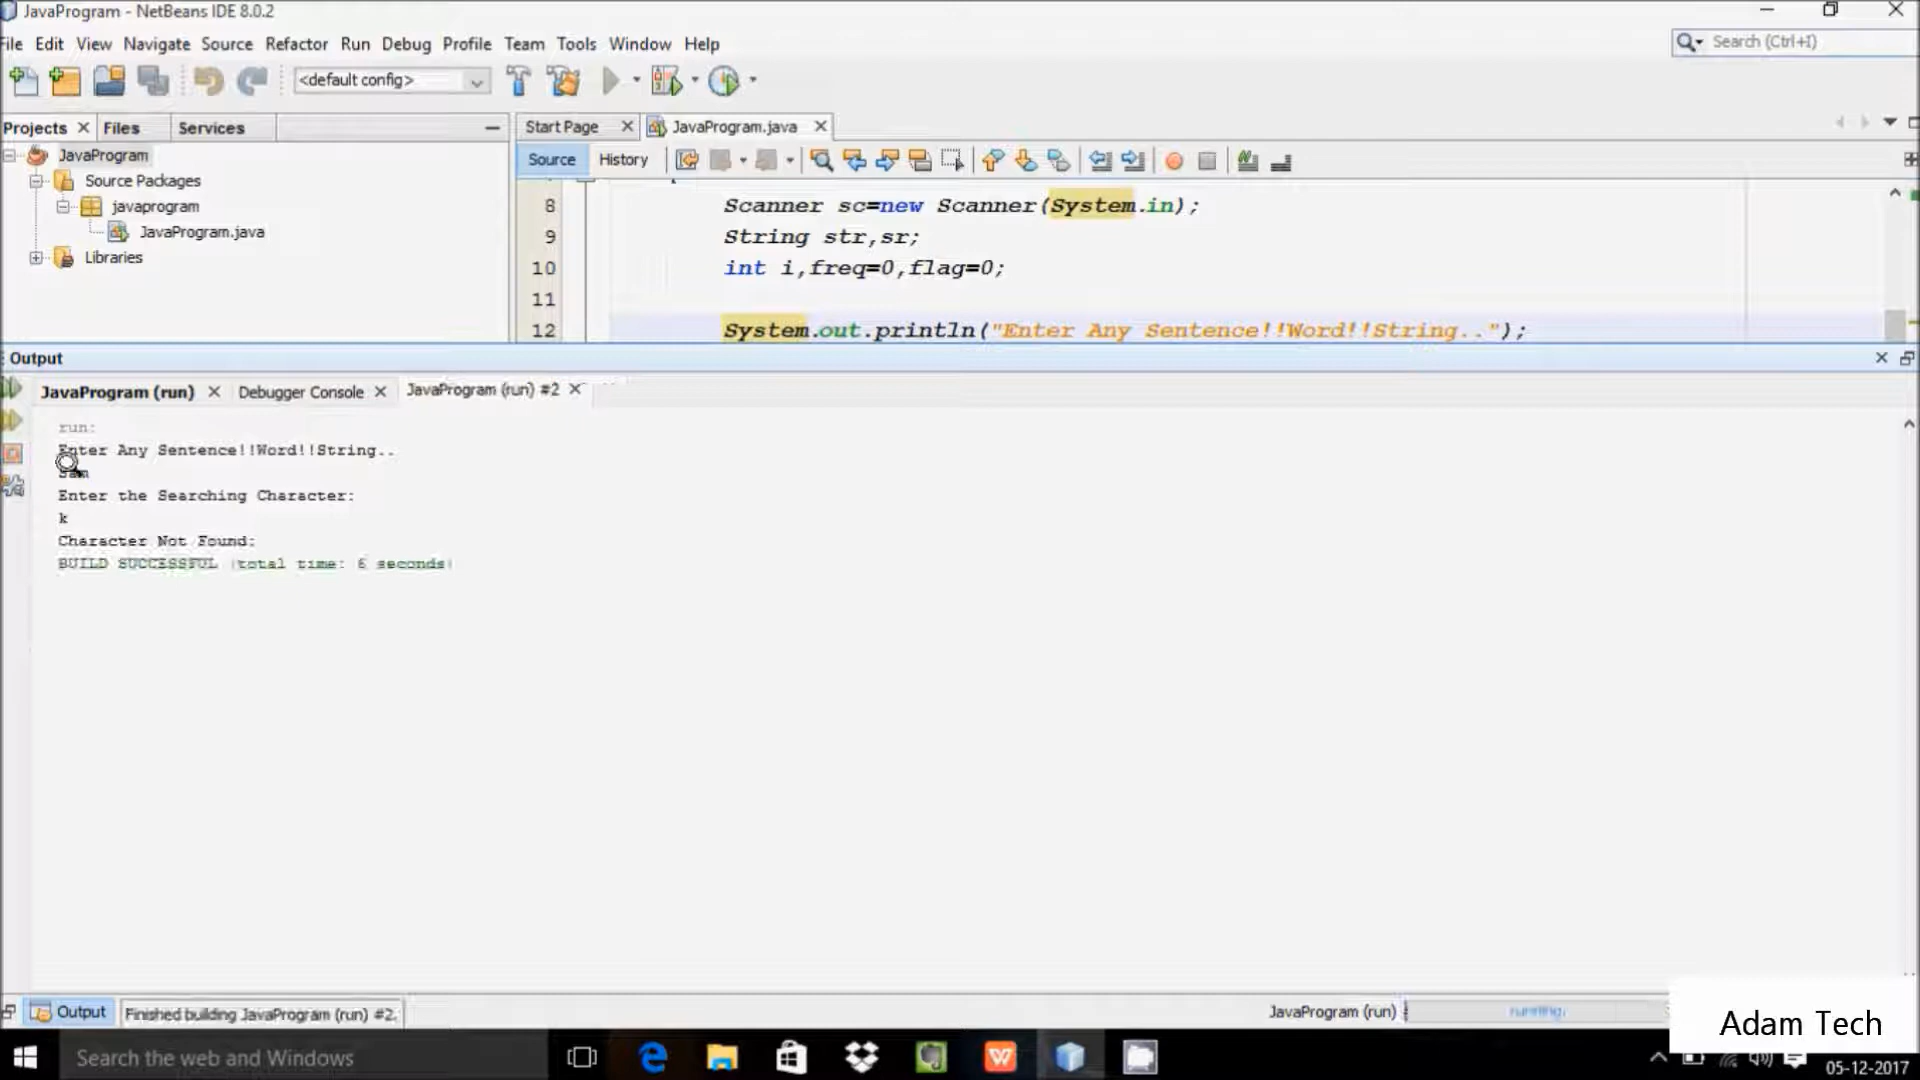 JavaProgram - NetBeans IDE 8.0.2
File Edit View Navigate Source Refactor Run Debug Profile Team Tools Window Help
Search (Ctrl+I)
<default config>
Projects Files Services
Start Page JavaProgram.java
JavaProgram
Source Packages
javaprogram
JavaProgram.java
Libraries
Source History
8 Scanner sc=new Scanner(System.in);
9 String str,sr;
10 int i,freq=0,flag=0;
11
12 System.out.println("Enter Any Sentence!!Word!!String..");
Output
JavaProgram (run) Debugger Console JavaProgram (run) #2
run:
Enter Any Sentence!!Word!!String..
Sam
Enter the Searching Character:
k
Character Not Found:
BUILD SUCCESSFUL (total time: 6 seconds)
Output Finished building JavaProgram (run) #2.
JavaProgram (run) running...
Adam Tech
Search the web and Windows
05-12-2017